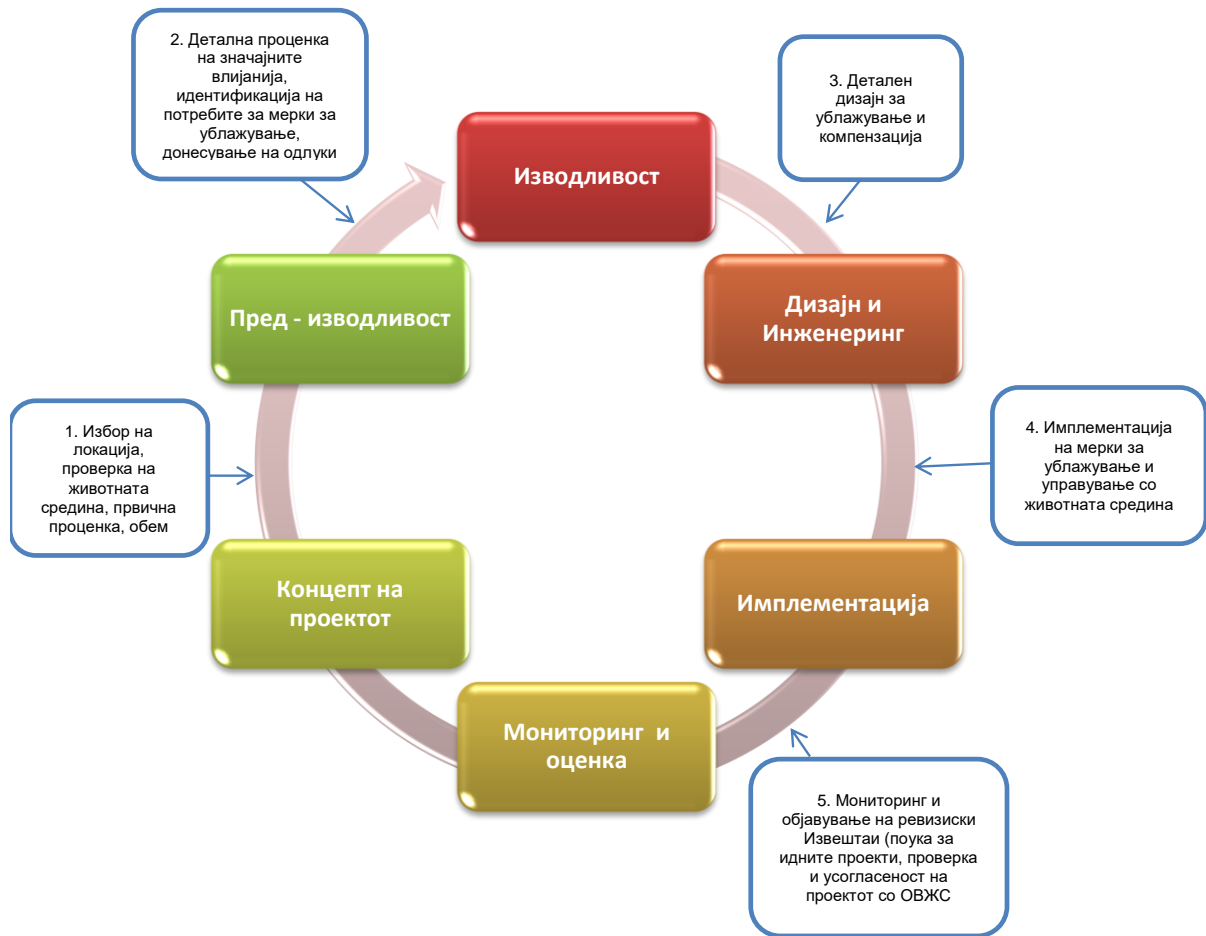 2. Детална проценка
на значајните
влијанија,
идентификација на
потребите за мерки за
ублажување,
донесување на одлуки
3. Детален
дизајн за
ублажување и
компензација
Изводливост
Пред - изводливост
Дизајн и
Инженеринг
1. Избор на
локација,
проверка на
животната
средина, првична
проценка, обем
4. Имплементација
на мерки за
ублажување и
управување со
животната средина
Концепт на
проектот
Имплементација
Мониторинг и
оценка
5. Мониторинг и
објавување на ревизиски
Извештаи (поука за
идните проекти, проверка
и усогласеност на
проектот со ОВЖС